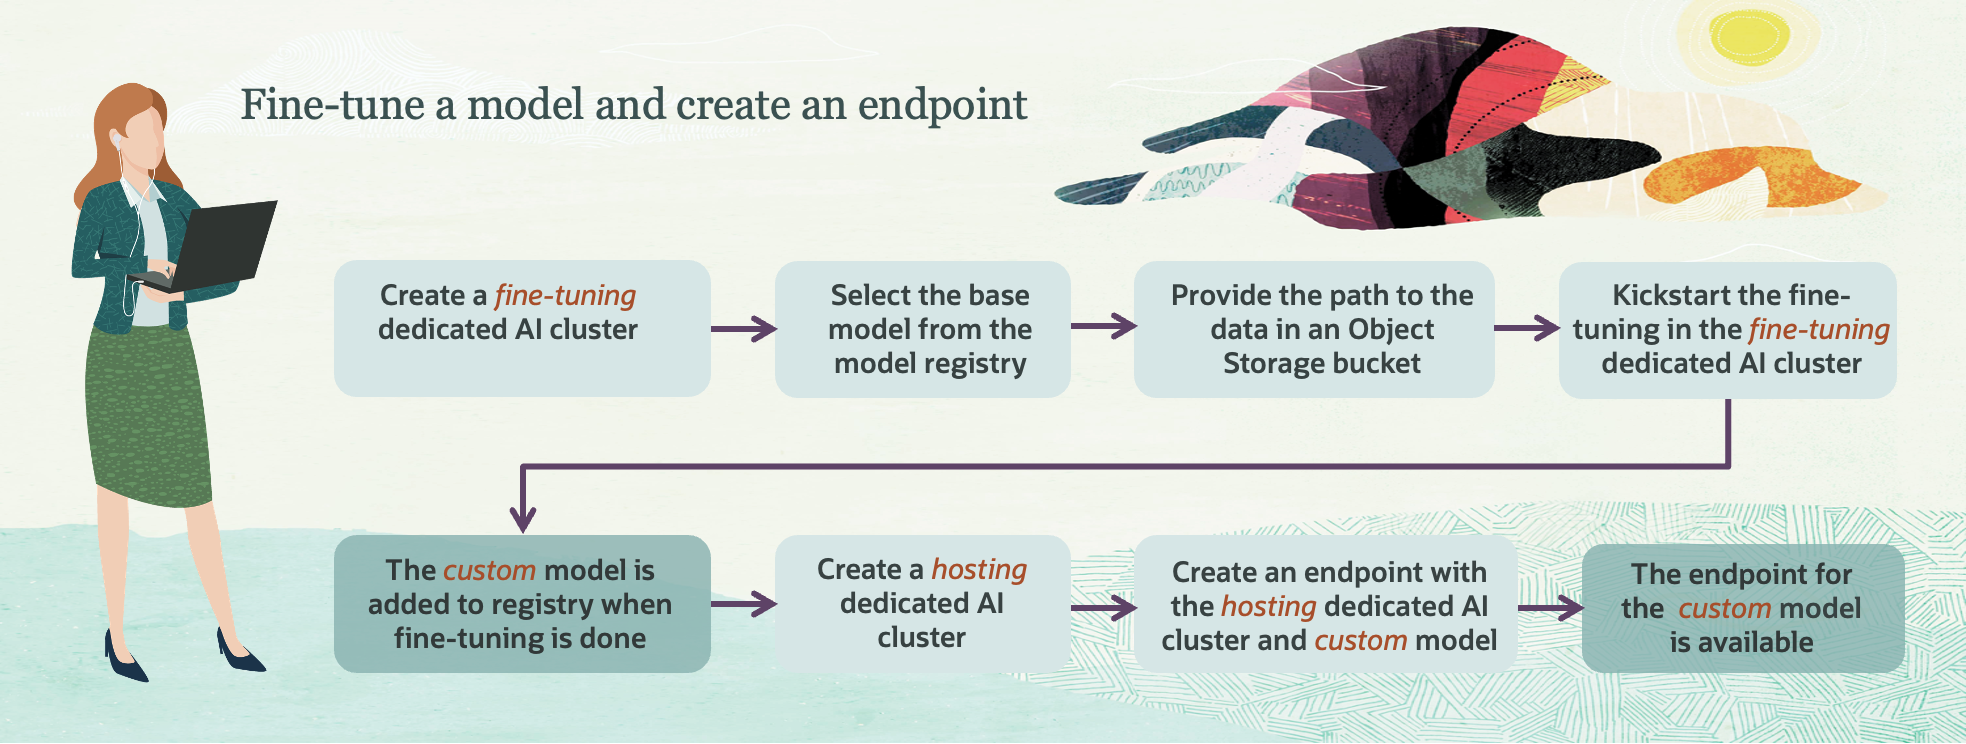 Fine-tune a model and create an endpoint
Create a fine-tuning
dedicated AI cluster
Select the base
model from the
model registry
Provide the path to the
data in an Object
Storage bucket
Kickstart the fine-
tuning in the fine-tuning
dedicated AI cluster
The custom model is
added to registry when
fine-tuning is done
Create a hosting
dedicated AI
cluster
Create an endpoint with
the hosting dedicated AI
cluster and custom model
The endpoint for
the custom model
is available